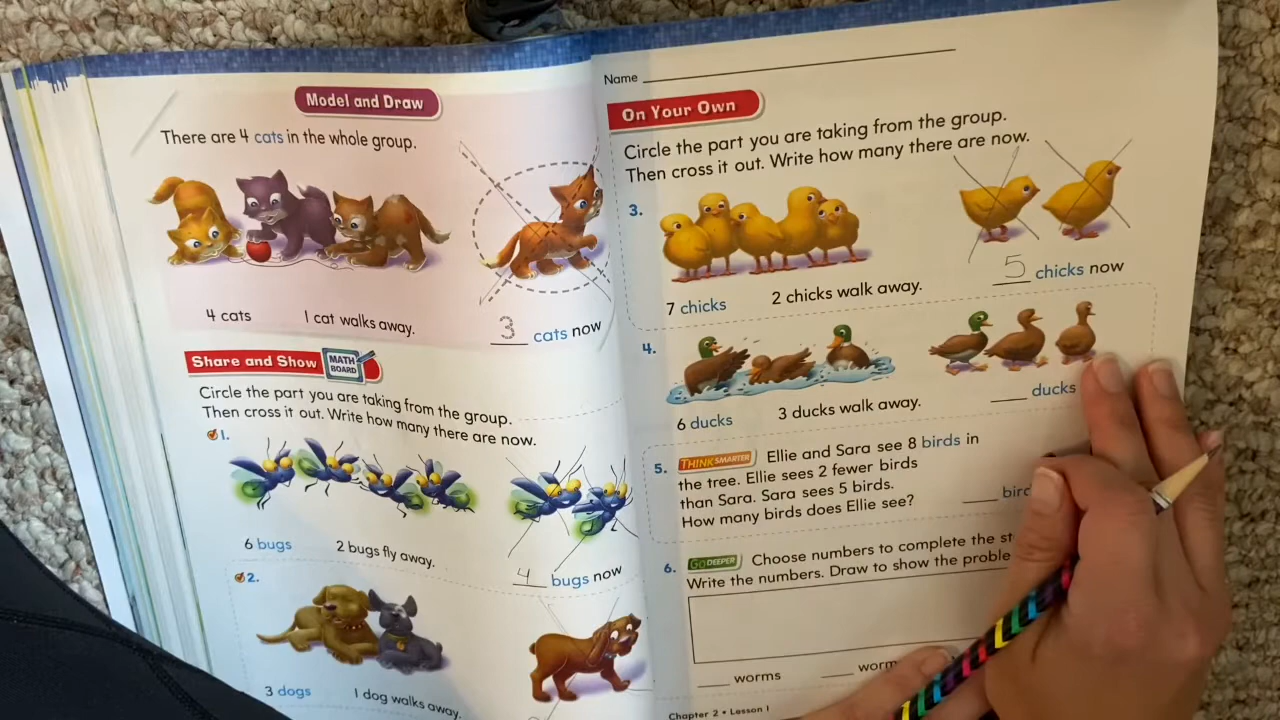 Model and Draw
There are 4 cats in the whole group.
4 cats
1 cat walks away.
3 cats now
Share and Show
MATH
BOARD
Circle the part you are taking from the group.
Then cross it out. Write how many there are now.
1.
6 bugs
2 bugs fly away.
4 bugs now
2.
3 dogs
1 dog walks away.
Name
On Your Own
Circle the part you are taking from the group.
Then cross it out. Write how many there are now.
3.
7 chicks
2 chicks walk away.
5 chicks now
4.
6 ducks
3 ducks walk away.
ducks
5. THINK SMARTER Ellie and Sara see 8 birds in
the tree. Ellie sees 2 fewer birds
than Sara. Sara sees 5 birds.
How many birds does Ellie see?
6. GO DEEPER Choose numbers to complete the
Write the numbers. Draw to show the
worms
Chapter 2 • Lesson 1